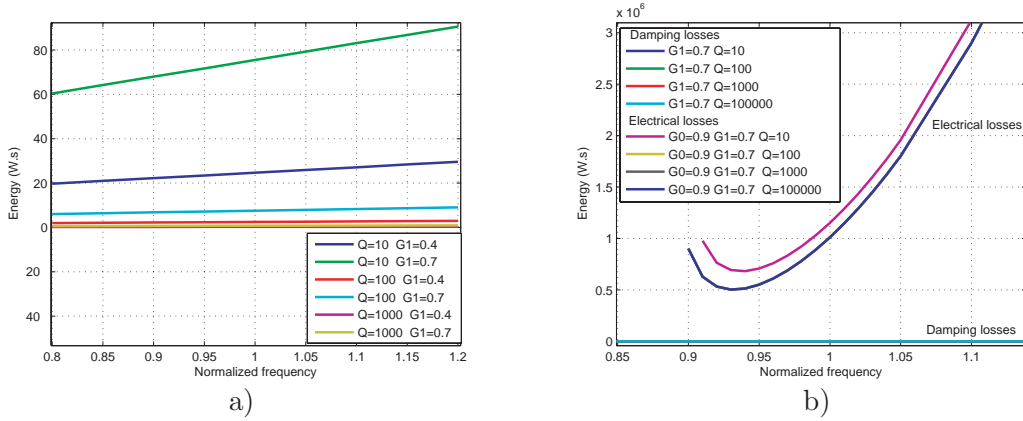 80
60
40
20
0
20
40
Energy (W.s)
Q=10 G1=0.4
Q=10 G1=0.7
Q=100 G1=0.4
Q=100 G1=0.7
Q=1000 G1=0.4
Q=1000 G1=0.7
0.8 0.85 0.9 0.95 1 1.05 1.1 1.15 1.2
Normalized frequency
a)
x 10^6
3
2.5
2
1.5
1
0.5
0
Energy (W.s)
Damping losses
G1=0.7 Q=10
G1=0.7 Q=100
G1=0.7 Q=1000
G1=0.7 Q=100000
Electrical losses
G0=0.9 G1=0.7 Q=10
G0=0.9 G1=0.7 Q=100
G0=0.9 G1=0.7 Q=1000
G0=0.9 G1=0.7 Q=100000
Electrical losses
Damping losses
0.85 0.9 0.95 1 1.05 1.1
Normalized frequency
b)